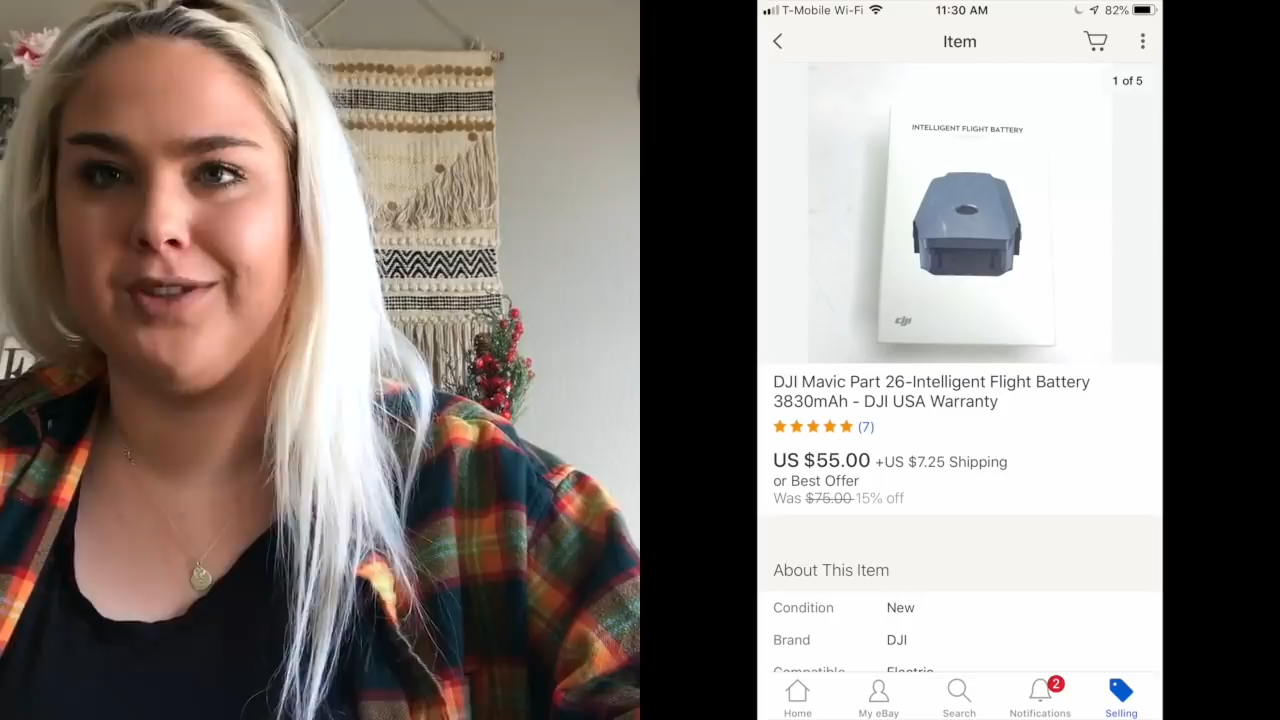 T-Mobile Wi-Fi
11:30 AM
82%
Item
1 of 5
INTELLIGENT FLIGHT BATTERY
dji
DJI Mavic Part 26-Intelligent Flight Battery
3830mAh - DJI USA Warranty
(7)
US $55.00 +US $7.25 Shipping
or Best Offer
Was $75.00 15% off
About This Item
Condition New
Brand DJI
Compatible Electric
2
Home My eBay Search Notifications Selling